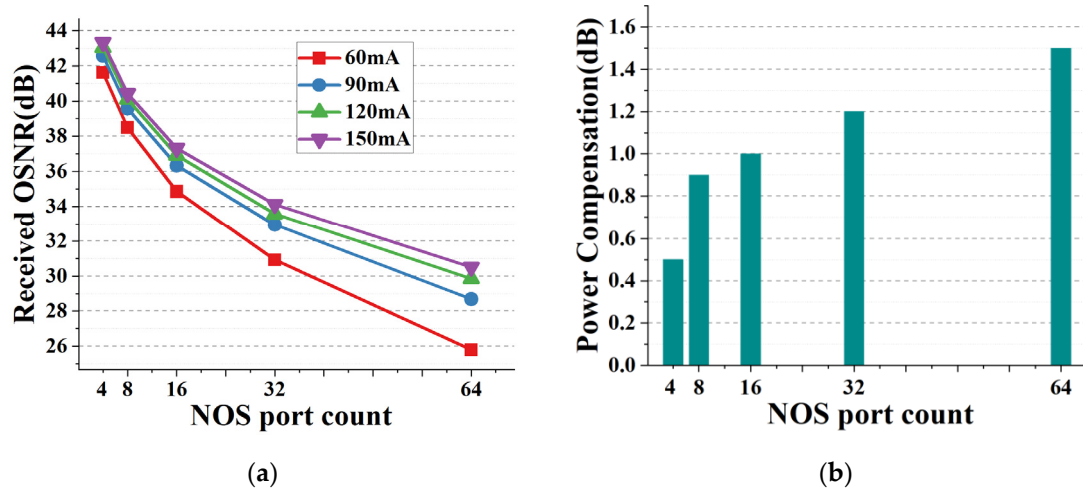 Received OSNR(dB)
44
42
40
38
36
34
32
30
28
26
60mA
90mA
120mA
150mA
4 8 16 32 64
NOS port count
(a)
Power Compensation(dB)
1.6
1.4
1.2
1.0
0.8
0.6
0.4
0.2
0.0
4 8 16 32 64
NOS port count
(b)